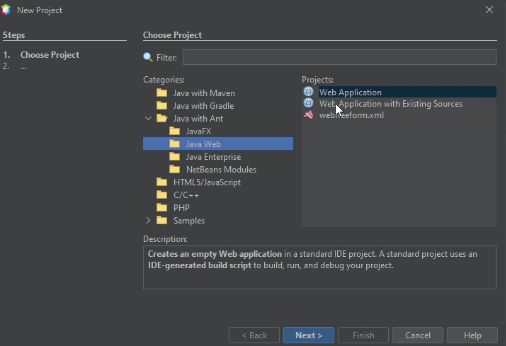 New Project
Steps
1. Choose Project
2. ...
Choose Project
Filter:
Categories:
Java with Maven
Java with Gradle
Java with Ant
JavaFX
Java Web
Java Enterprise
NetBeans Modules
HTML5/JavaScript
C/C++
PHP
Samples
Projects:
Web Application
Web Application with Existing Sources
Description:
Creates an empty Web application in a standard IDE project. A standard project uses an
IDE-generated build script to build, run, and debug your project.
< Back
Next >
Finish
Cancel
Help